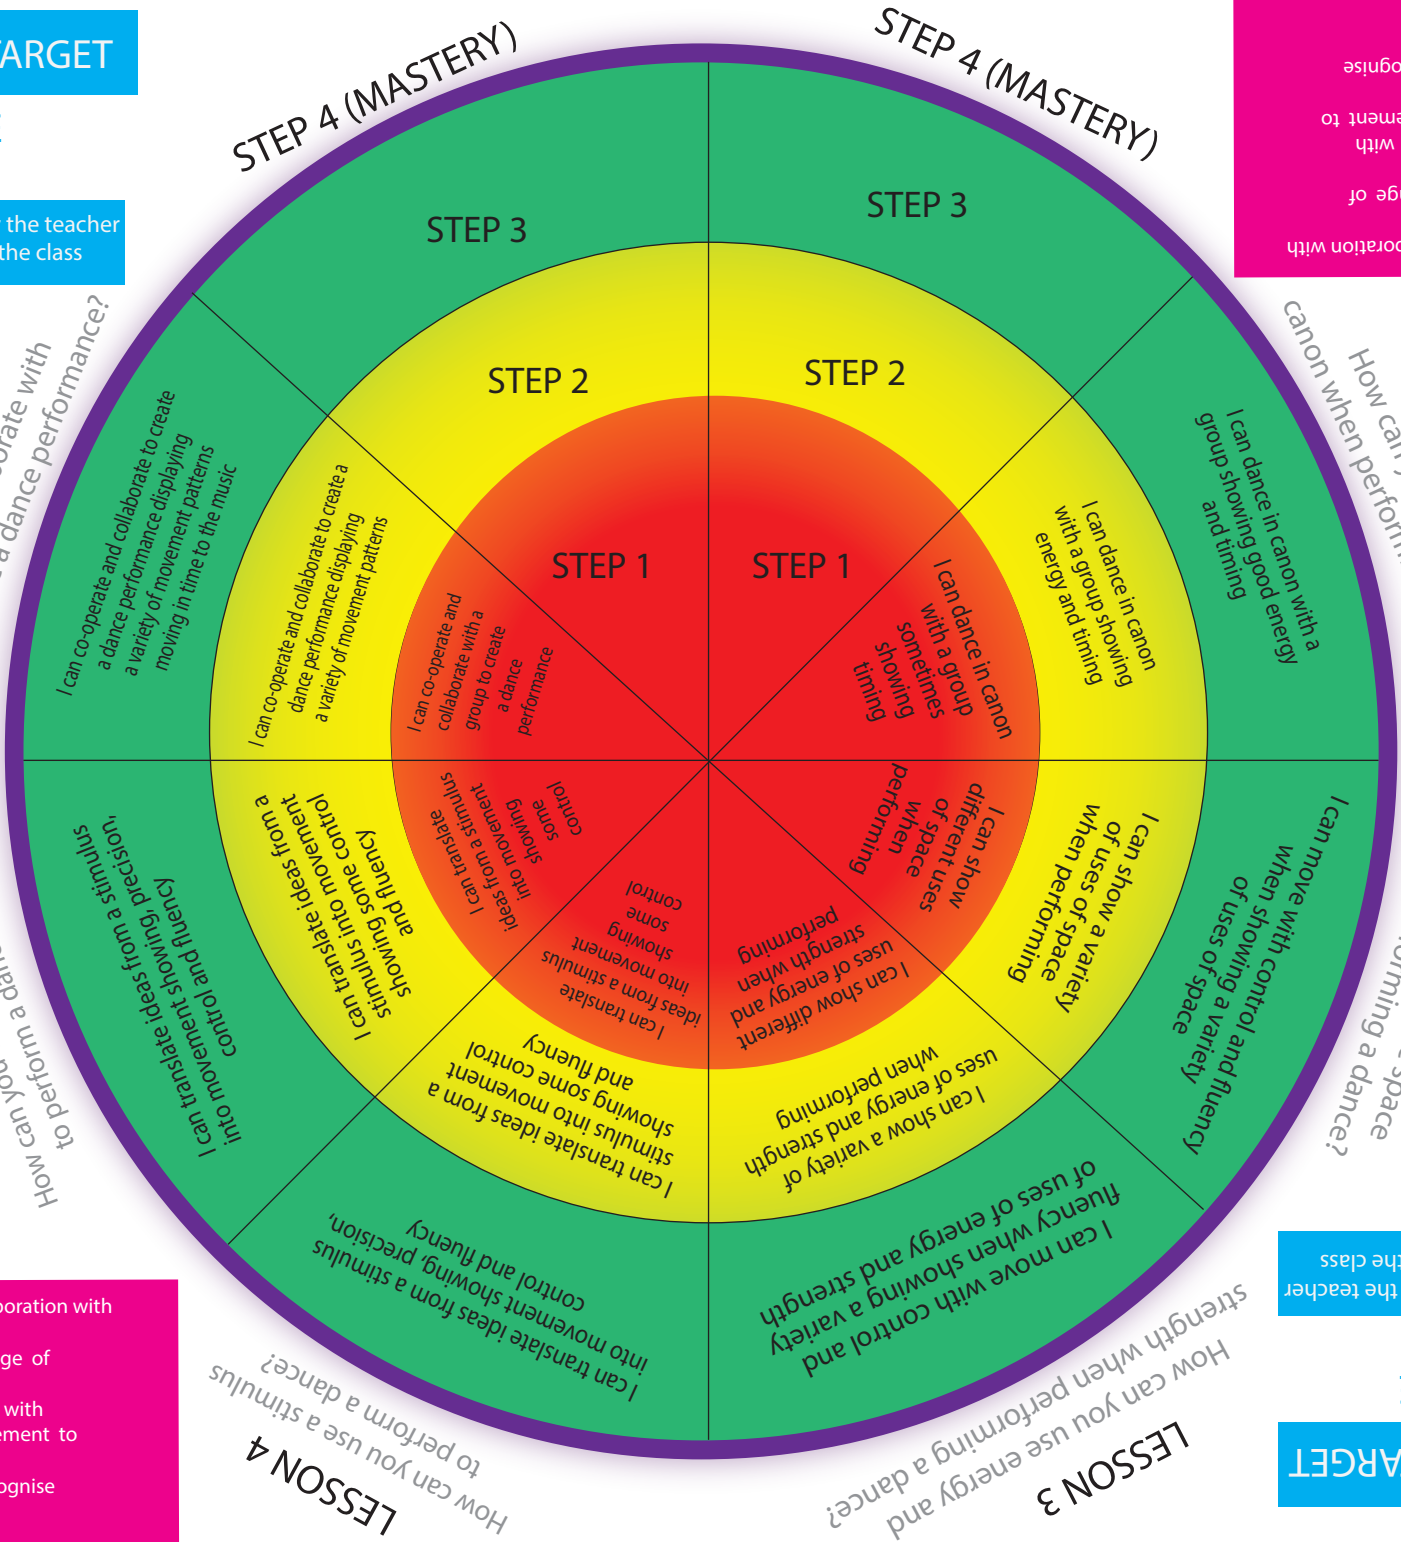 STEP 4 (MASTERY)
STEP 4 (MASTERY)
TARGET
the teacher
the class
STEP 3
STEP 3
STEP 2
STEP 2
STEP 1
STEP 1
ognise
ement to
with
ge of
oration with
with
a dance performance?
I can co-operate and collaborate to create
a dance performance displaying
a variety of movement patterns
moving in time to the music
I can co-operate and collaborate to create a
dance performance displaying
a variety of movement patterns
I can co-operate and
collaborate with a
group to create
a dance
performance
I can dance in canon
with a group
sometimes
showing
timing
I can dance in canon
with a group showing
energy and timing
I can dance in canon with a
group showing good energy
and timing
How can
canon when perform
I can show
different uses
of space
when
performing
I can show a variety
of uses of space
when performing
I can move with control and fluency
when showing a variety
of uses of space
space
orming a dance?
I can show different
uses of energy and
strength when
performing
I can show a variety of
uses of energy and strength
when performing
I can move with control and
fluency when showing a variety
of uses of energy and strength
How can you use energy and
strength when performing a dance?
LESSON 3
I can translate
ideas from a stimulus
into movement
showing
some
control
I can translate ideas from a
stimulus into movement
showing some control
and fluency
I can translate ideas from a stimulus
into movement showing, precision,
control and fluency
How can you use a stimulus
to perform a dance?
LESSON 4
I can translate
ideas from a stimulus
into movement
showing
some
control
I can translate ideas from a
stimulus into movement
showing some control
and fluency
I can translate ideas from a stimulus
into movement showing, precision,
control and fluency
How can you
to perform a dance
oration with
ge of
with
ement to
ognise
the class
the teacher
TARGET